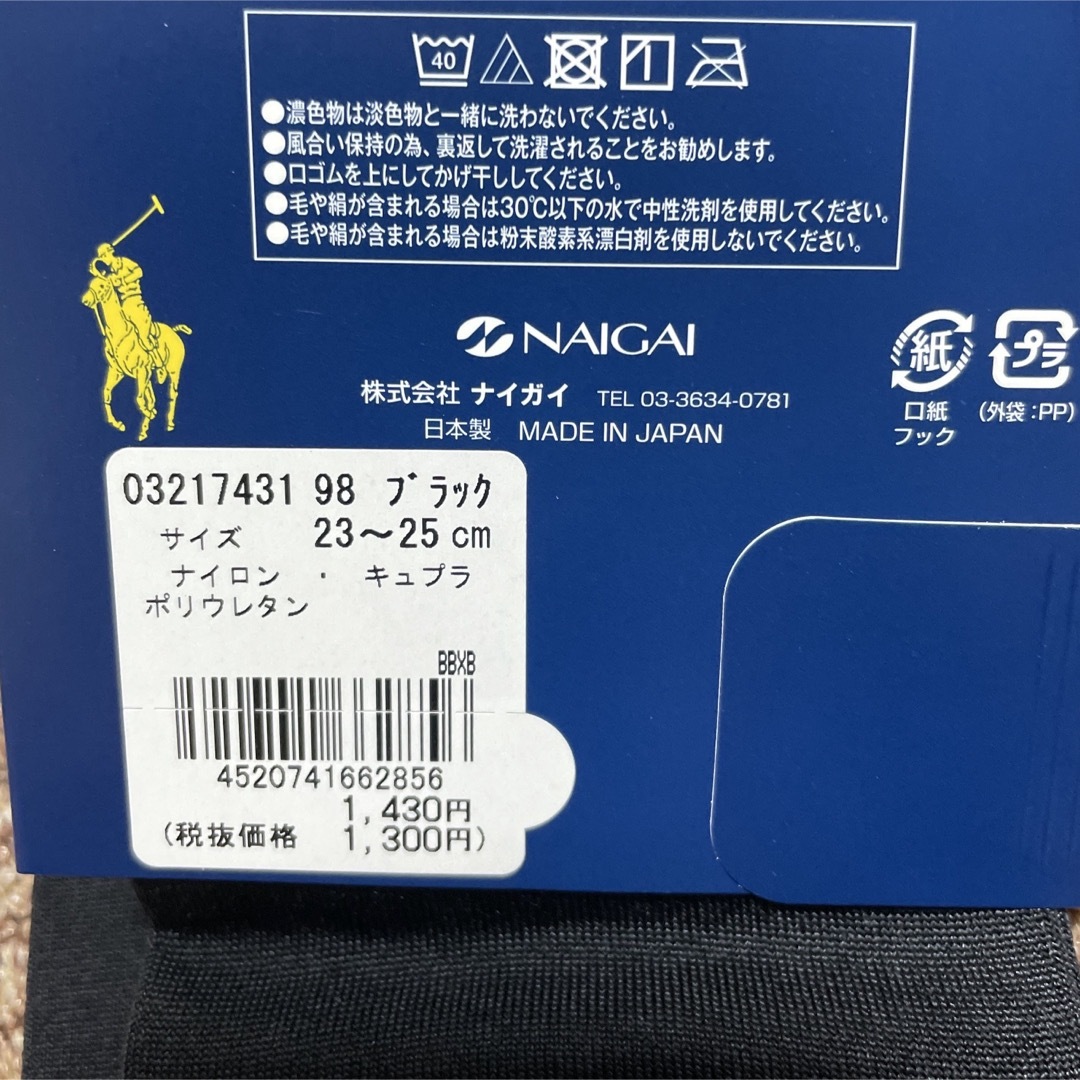 40
●濃色物は淡色物と一緒に洗わないでください。
●風合い保持の為、裏返して洗濯されることをお勧めします。
●口ゴムを上にしてかげ干ししてください。
●毛や絹が含まれる場合は30℃以下の水で中性洗剤を使用してください。
●毛や絹が含まれる場合は粉末酸素系漂白剤を使用しないでください。
NAIGAI
株式会社 ナイガイ TEL 03-3634-0781
日本製 MADE IN JAPAN
紙 プラ
口紙 (外袋:PP)
フック
03217431 98 ブラック
サイズ 23～25cm
ナイロン ・ キュプラ
ポリウレタン
BBXB
4520741662856
1,430円
(税抜価格 1,300円)